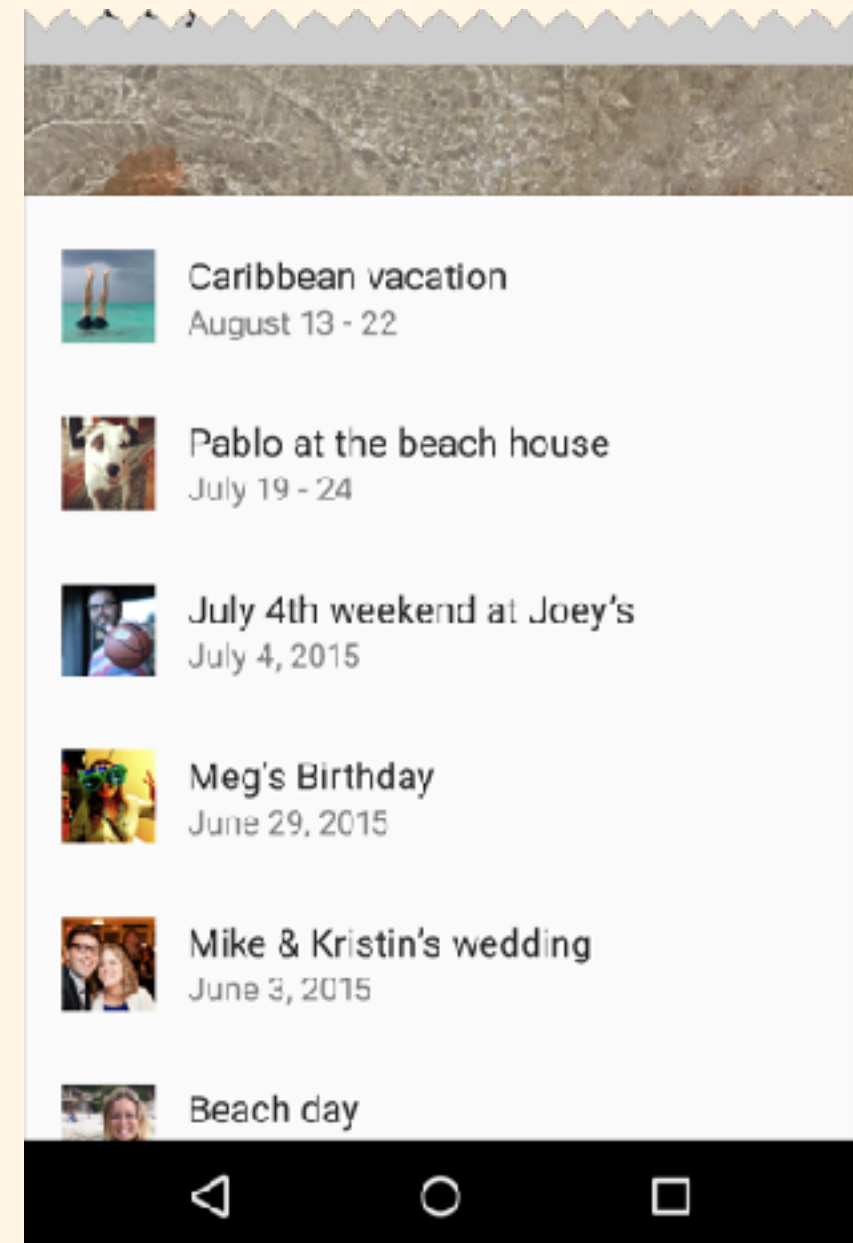 Caribbean vacation
August 13 - 22
Pablo at the beach house
July 19 - 24
July 4th weekend at Joey's
July 4, 2015
Meg's Birthday
June 29, 2015
Mike & Kristin's wedding
June 3, 2015
Beach day